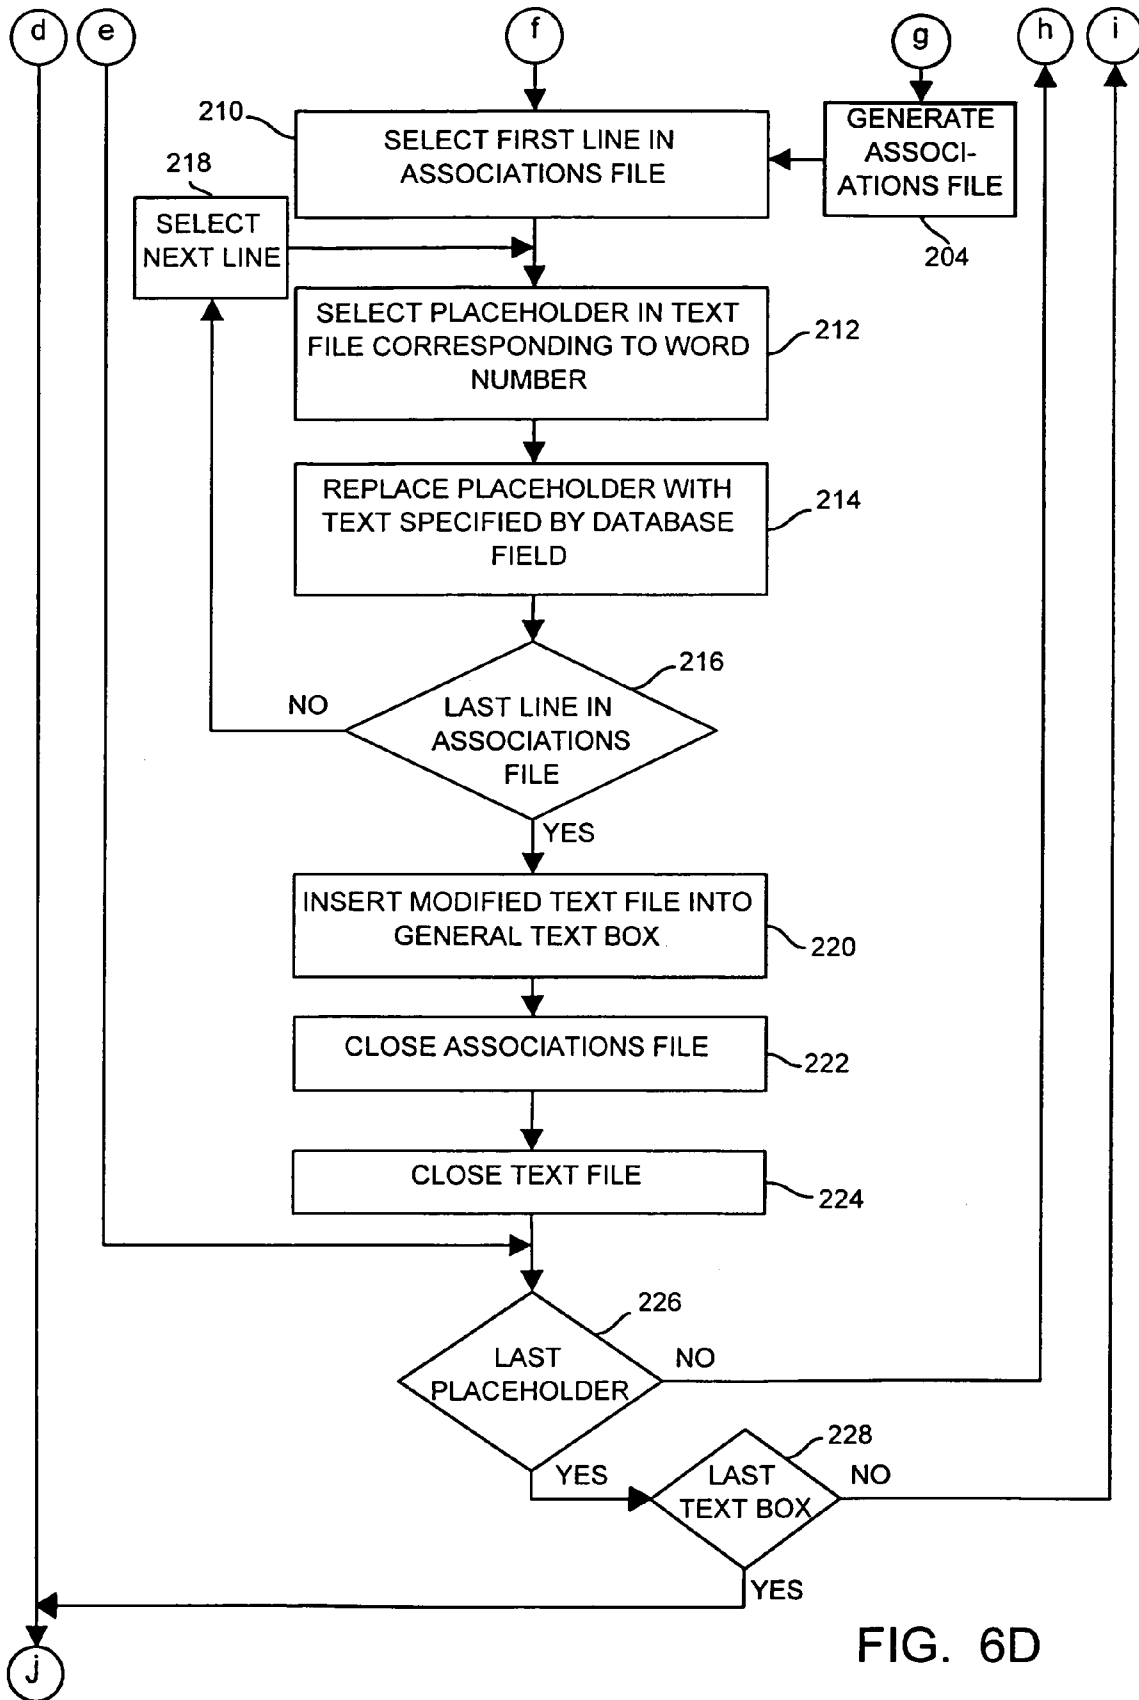 d
e
f
g
h
i
210
SELECT FIRST LINE IN
ASSOCIATIONS FILE
GENERATE
ASSOCI-
ATIONS FILE
204
218
SELECT
NEXT LINE
SELECT PLACEHOLDER IN TEXT
FILE CORRESPONDING TO WORD
NUMBER
212
REPLACE PLACEHOLDER WITH
TEXT SPECIFIED BY DATABASE
FIELD
214
216
NO
LAST LINE IN
ASSOCIATIONS
FILE
YES
INSERT MODIFIED TEXT FILE INTO
GENERAL TEXT BOX
220
CLOSE ASSOCIATIONS FILE
222
CLOSE TEXT FILE
224
226
LAST
PLACEHOLDER
NO
228
YES
LAST
TEXT BOX
NO
YES
j
FIG. 6D